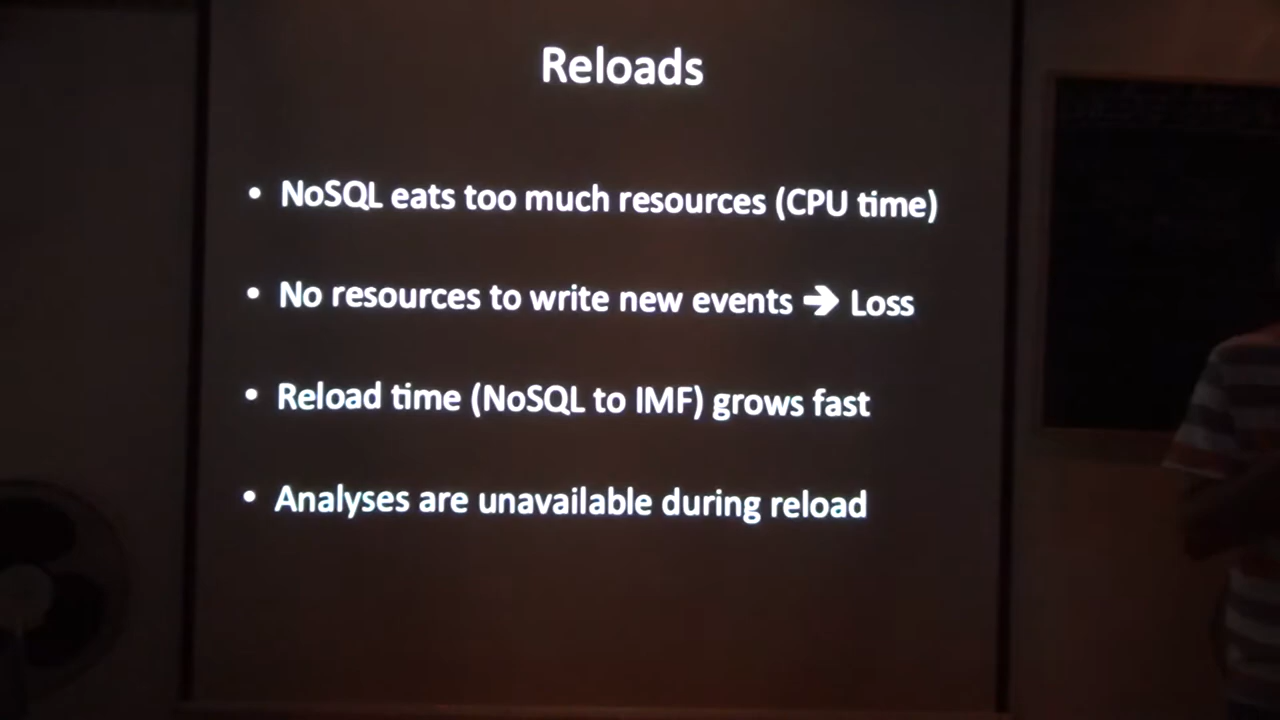 Reloads
• NoSQL eats too much resources (CPU time)
• No resources to write new events ➔ Loss
• Reload time (NoSQL to IMF) grows fast
• Analyses are unavailable during reload